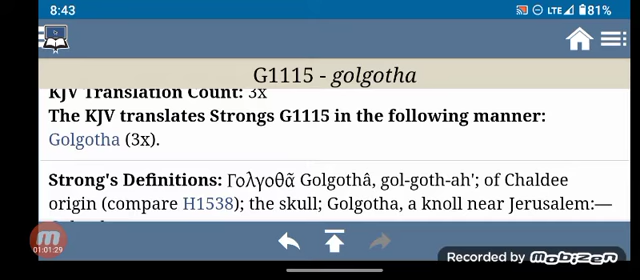 8:43
LTE 81%
G1115 - golgotha
KJV Translation Count: 3x
The KJV translates Strongs G1115 in the following manner:
Golgotha (3x).
Strong's Definitions: Γολγοθᾶ Golgothâ, gol-goth-ah'; of Chaldee
origin (compare H1538); the skull; Golgotha, a knoll near Jerusalem:—
01:01:29
Recorded by Mobizen